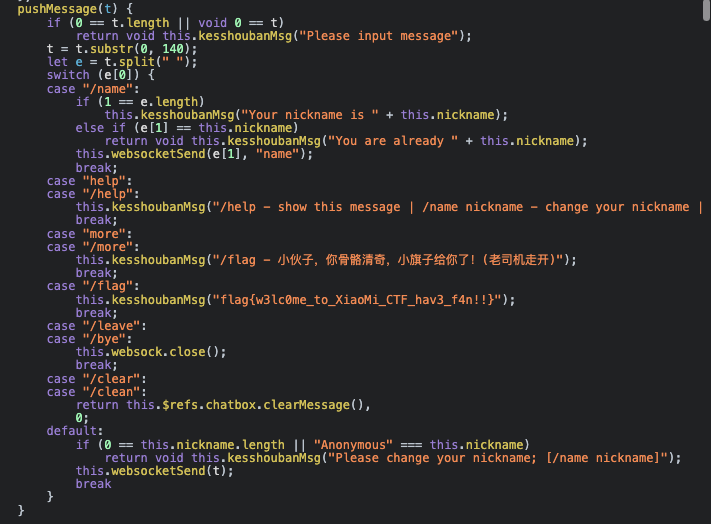 pushMessage(t) {
if (0 == t.length || void 0 == t)
return void this.kesshoubanMsg("Please input message");
t = t.substr(0, 140);
let e = t.split(" ");
switch (e[0]) {
case "/name":
if (1 == e.length)
this.kesshoubanMsg("Your nickname is " + this.nickname);
else if (e[1] == this.nickname)
return void this.kesshoubanMsg("You are already " + this.nickname);
this.websocketSend(e[1], "name");
break;
case "help":
case "/help":
this.kesshoubanMsg("/help - show this message | /name nickname - change your nickname |
break;
case "more":
case "/more":
this.kesshoubanMsg("/flag - 小伙子，你骨骼清奇，小旗子给你了！(老司机走开)");
break;
case "/flag":
this.kesshoubanMsg("flag{w3lc0me_to_XiaoMi_CTF_hav3_f4n!!}");
break;
case "/leave":
case "/bye":
this.websock.close();
break;
case "/clear":
case "/clean":
return this.$refs.chatbox.clearMessage(),
0;
default:
if (0 == this.nickname.length || "Anonymous" === this.nickname)
return void this.kesshoubanMsg("Please change your nickname; [/name nickname]");
this.websocketSend(t);
break
}
}